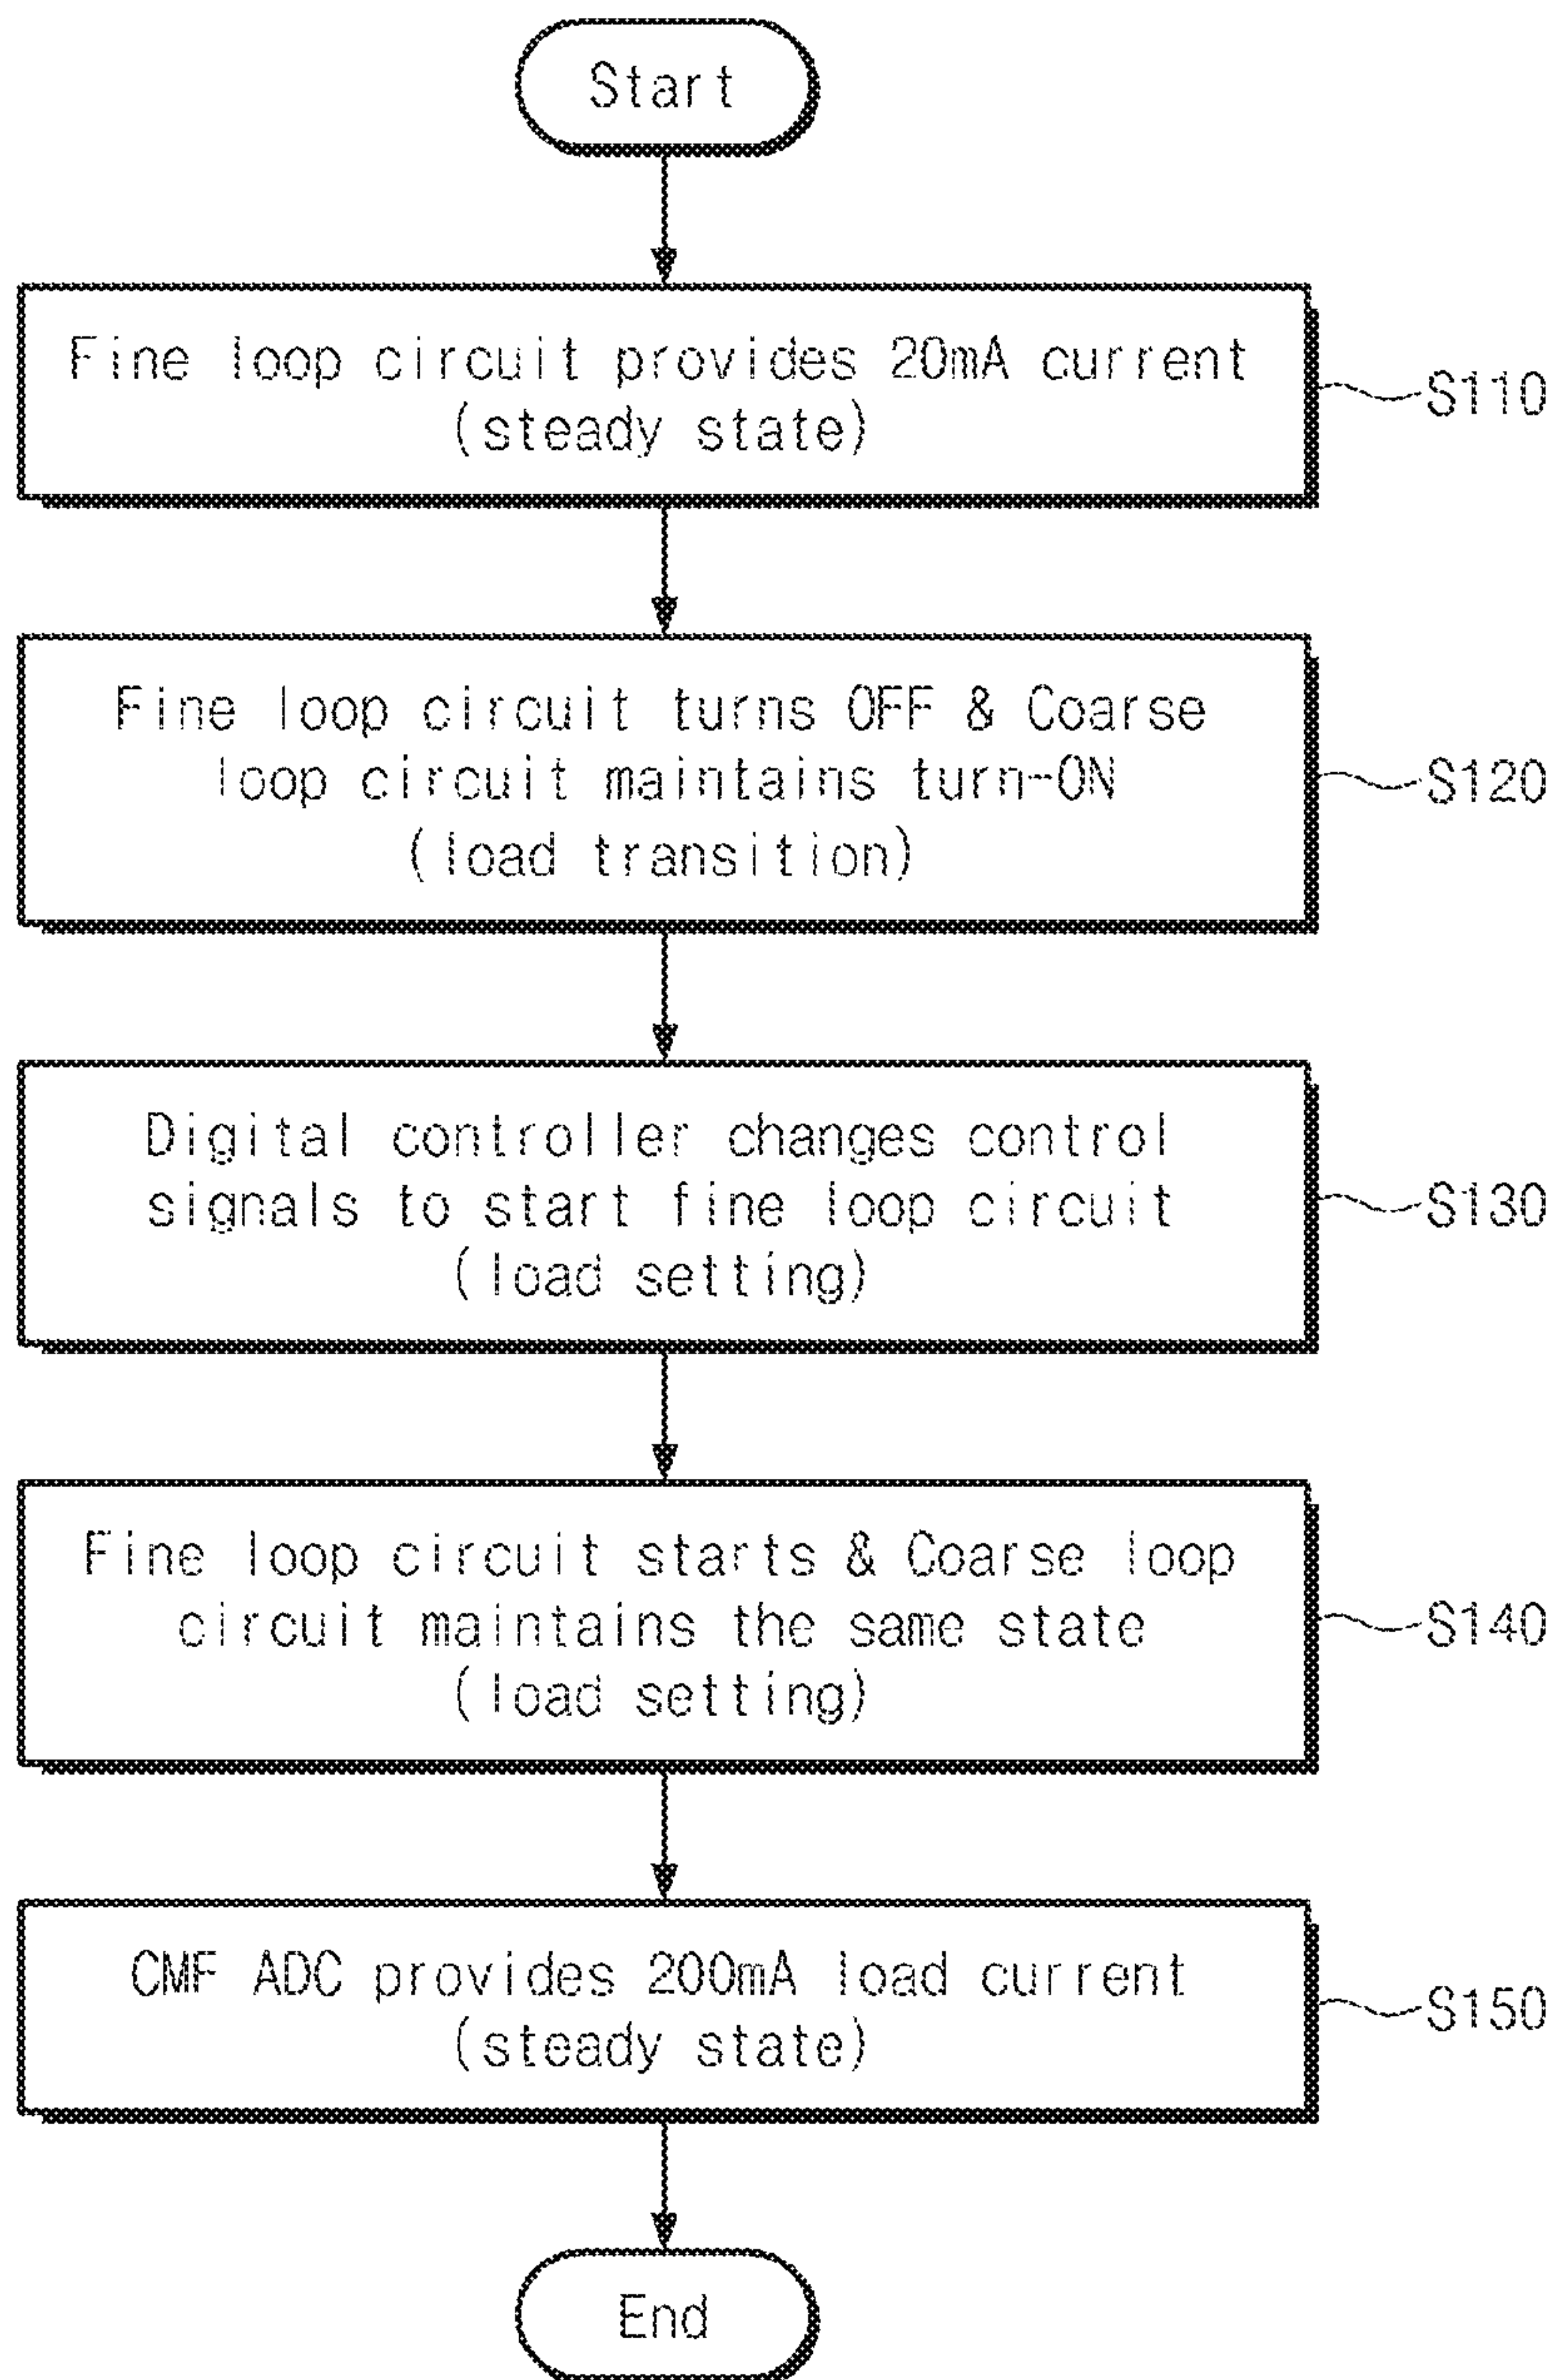 Start
Fine loop circuit provides 20mA current
(steady state)
S110
Fine loop circuit turns OFF & Coarse
loop circuit maintains turn-ON
(load transition)
S120
Digital controller changes control
signals to start fine loop circuit
(load setting)
S130
Fine loop circuit starts & Coarse loop
circuit maintains the same state
(load setting)
S140
CMF ADC provides 200mA load current
(steady state)
S150
End